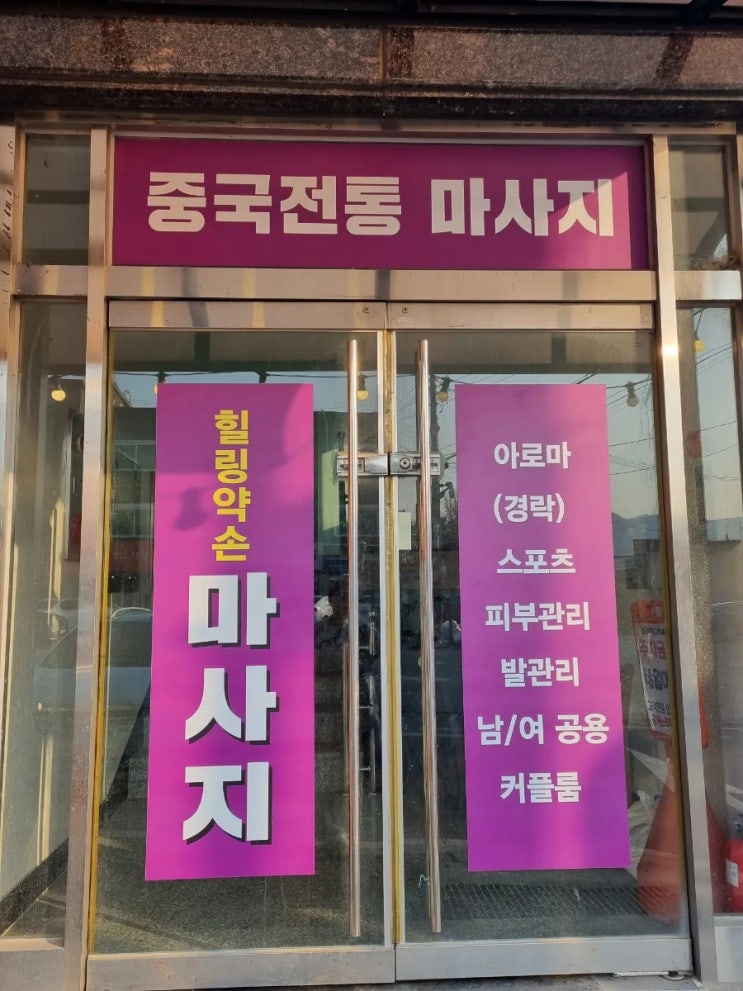 중국전통 마사지
힐링약손
마사지
아로마
(경락)
스포츠
피부관리
발관리
남/여 공용
커플룸